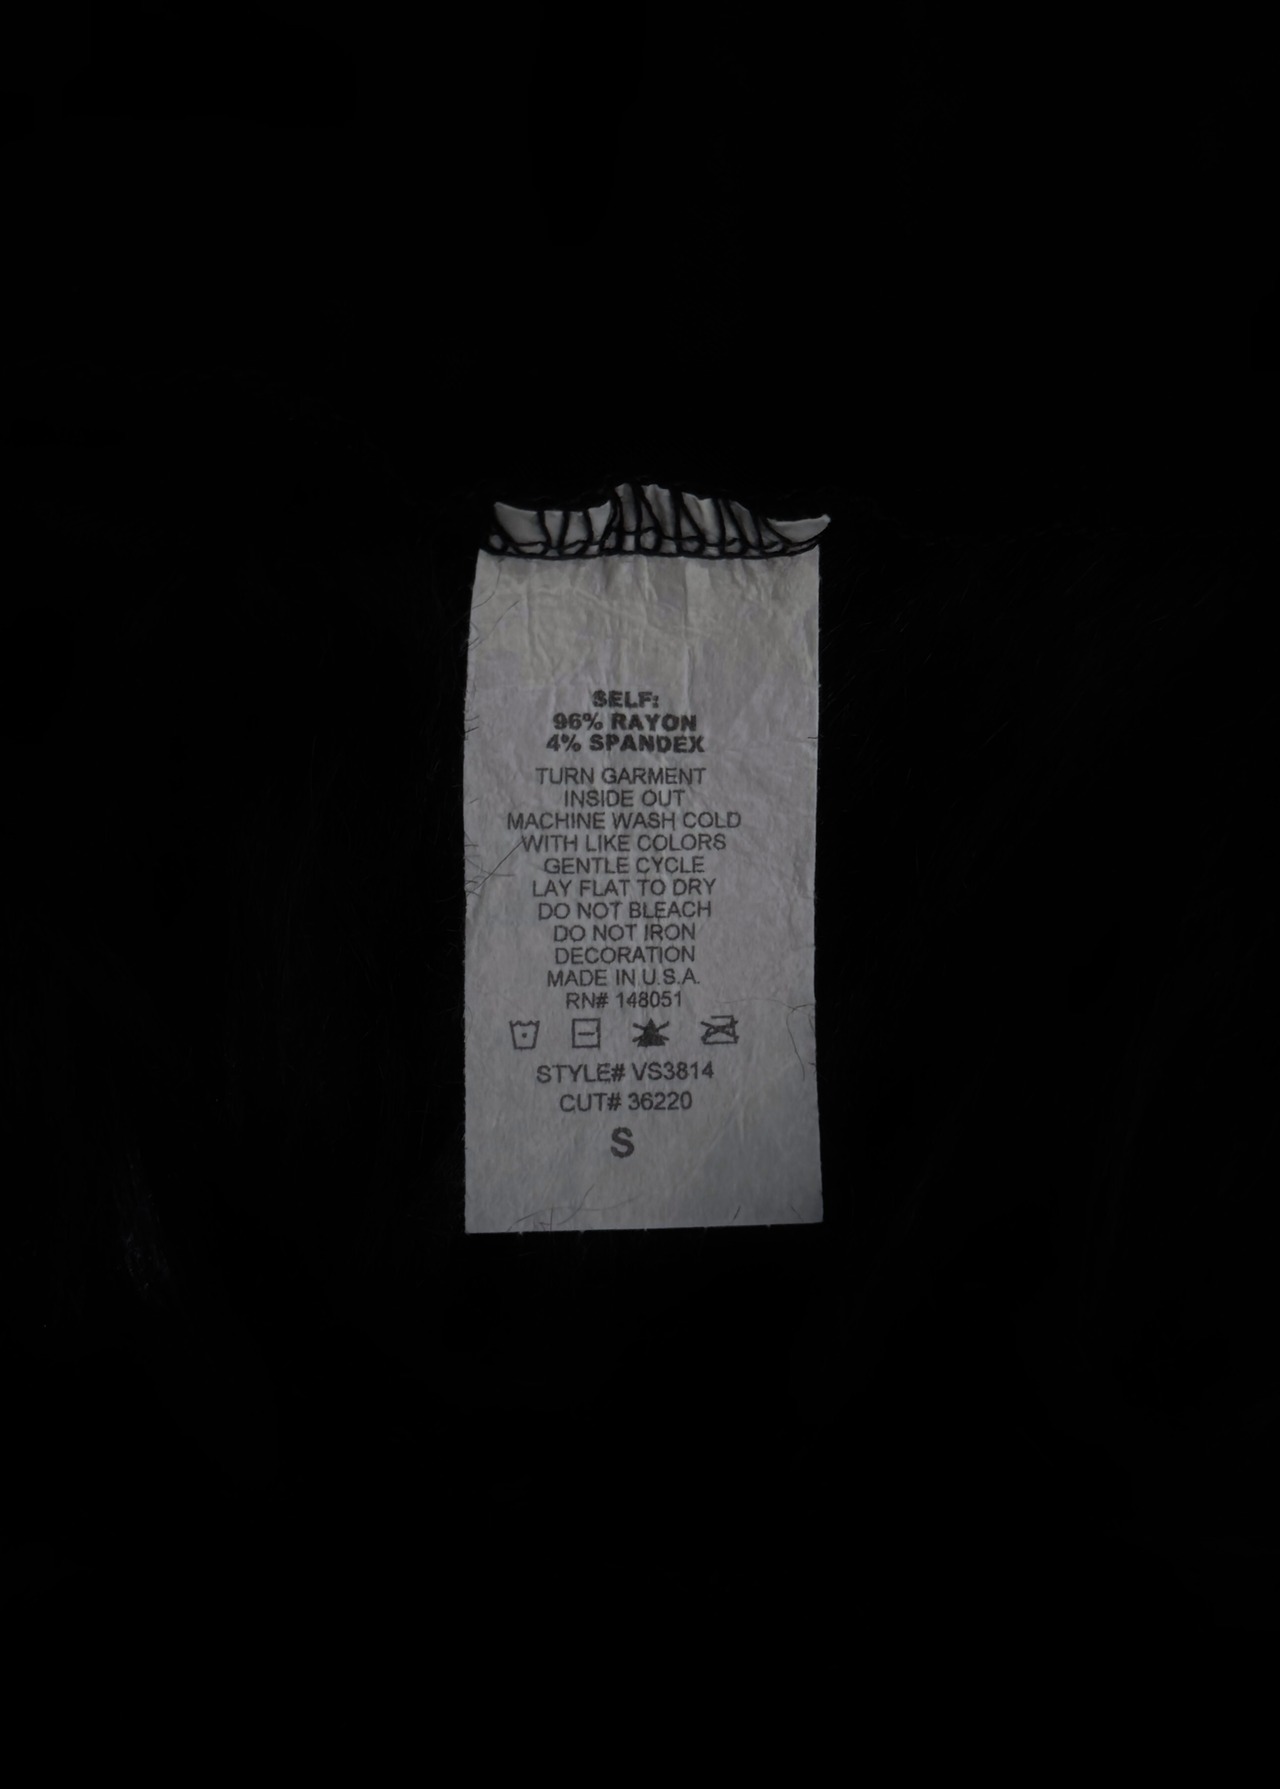 SELF:
96% RAYON
4% SPANDEX
TURN GARMENT
INSIDE OUT
MACHINE WASH COLD
WITH LIKE COLORS
GENTLE CYCLE
LAY FLAT TO DRY
DO NOT BLEACH
DO NOT IRON
DECORATION
MADE IN U.S.A.
RN# 148051
STYLE# VS3814
CUT# 36220
S